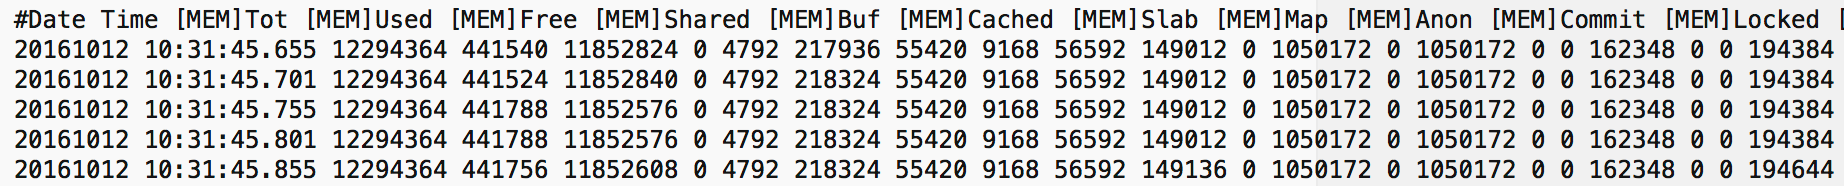 #Date Time [MEM]Tot [MEM]Used [MEM]Free [MEM]Shared [MEM]Buf [MEM]Cached [MEM]Slab [MEM]Map [MEM]Anon [MEM]Commit [MEM]Locked [
20161012 10:31:45.655 12294364 441540 11852824 0 4792 217936 55420 9168 56592 149012 0 1050172 0 1050172 0 0 162348 0 0 194384
20161012 10:31:45.701 12294364 441524 11852840 0 4792 218324 55420 9168 56592 149012 0 1050172 0 1050172 0 0 162348 0 0 194384
20161012 10:31:45.755 12294364 441788 11852576 0 4792 218324 55420 9168 56592 149012 0 1050172 0 1050172 0 0 162348 0 0 194384
20161012 10:31:45.801 12294364 441788 11852576 0 4792 218324 55420 9168 56592 149012 0 1050172 0 1050172 0 0 162348 0 0 194384
20161012 10:31:45.855 12294364 441756 11852608 0 4792 218324 55420 9168 56592 149136 0 1050172 0 1050172 0 0 162348 0 0 194644